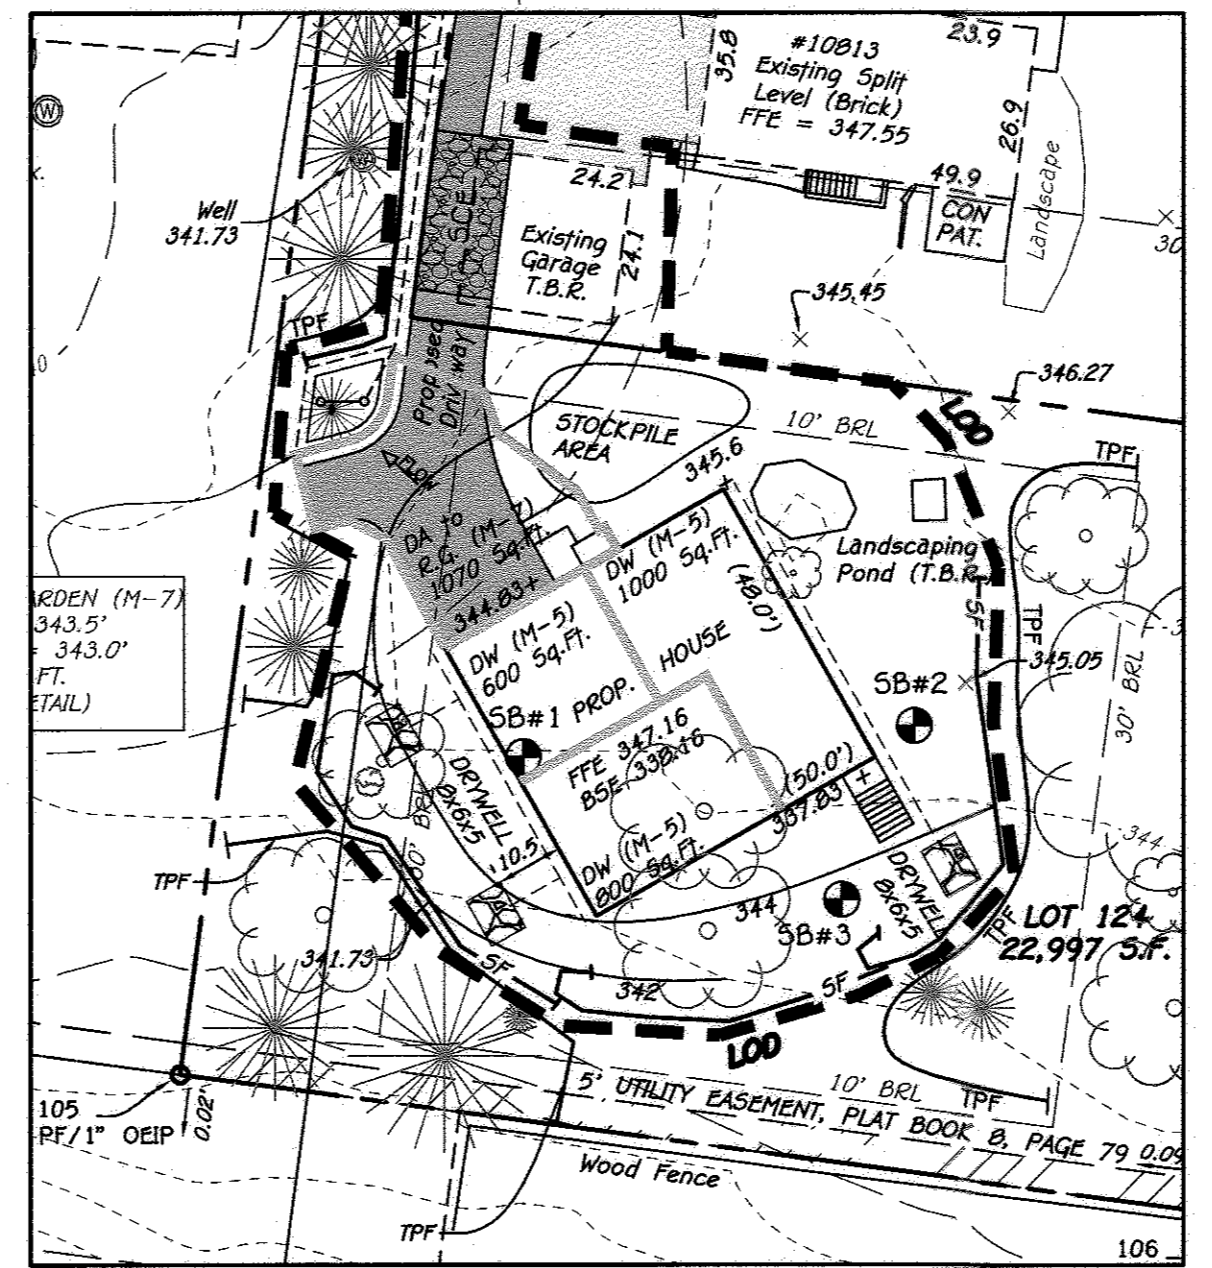 #10813
Existing Split
Level (Brick)
FFE = 347.55
23.9
35.8
26.9
W
W
x.
49.9
CON
PAT.
Landscape
30
24.2
24.1
Existing
Garage
T.B.R.
SCE
Well
341.73
345.45
346.27
TPF
Driveway
STOCKPILE
AREA
10' BRL
LOD
TPF
FLOW
345.6
DA to
R.G. (M-7)
1070 Sq.Ft.
344.83+
DW (M-5)
1000 Sq.Ft.
(48.0')
Landscaping
Pond (T.B.R.
SF
TPF
345.05
30' BRL
ARDEN (M-7)
343.5'
= 343.0'
FT.
ETAIL)
DW (M-5)
600 Sq.Ft.
PROP. HOUSE
SB#1
SB#2
FFE 347.16
BSE 338.16
(50.0')
337.83
DRYWELL
8x6x5
10.5
DW (M-5)
800 Sq.Ft.
DRYWELL
8x6x5
344
344
SB#3
TPF
LOT 124
22,997 S.F.
TPF
341.73
SF
342
SF
LOD
10' BRL
TPF
5' UTILITY EASEMENT, PLAT BOOK 8, PAGE 79
0.09
105
PF/1" OEIP
0.02'
Wood Fence
TPF
106